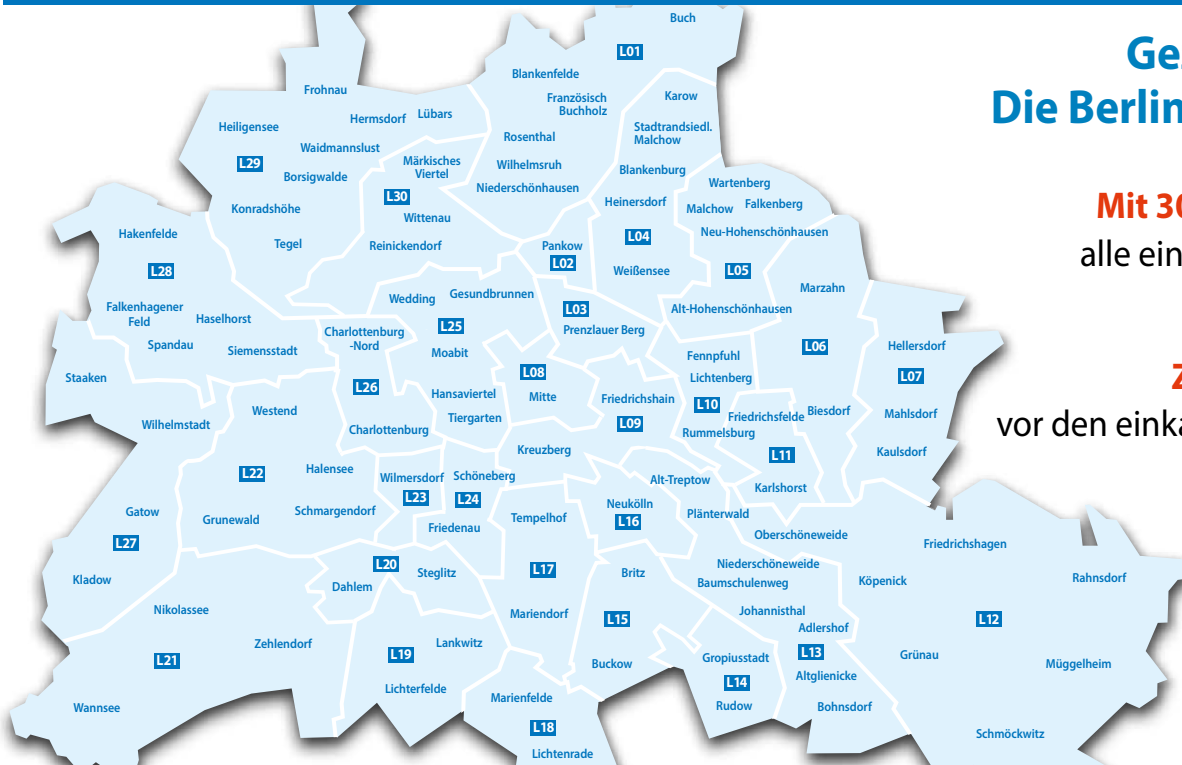 Buch
L01
Ges
Die Berlin
Blankenfelde
Frohnau
Französisch
Buchholz
Karow
Hermsdorf
Lübars
Heiligensee
Stadtrandsiedl.
Malchow
Rosenthal
Waidmannslust
L29
Märkisches
Viertel
Wilhelmsruh
Blankenburg
Borsigwalde
Niederschönhausen
Wartenberg
L30
Heinersdorf
Mit 30
Konradshöhe
Malchow
Falkenberg
Wittenau
Hakenfelde
Tegel
Reinickendorf
Pankow
L04
Neu-Hohenschönhausen
alle ein
L02
L28
Weißensee
L05
Marzahn
Wedding
Gesundbrunnen
Falkenhagener
Feld
Haselhorst
L03
Alt-Hohenschönhausen
Charlottenburg
-Nord
L25
Prenzlauer Berg
Spandau
Siemensstadt
Moabit
Fennpfuhl
L06
Hellersdorf
Staaken
L08
Lichtenberg
L07
Z
L26
Hansaviertel
Mitte
Friedrichshain
L10
Westend
Tiergarten
L09
Friedrichsfelde
Biesdorf
Mahlsdorf
Wilhelmstadt
Charlottenburg
Rummelsburg
vor den einka
Kreuzberg
L11
Kaulsdorf
L22
Halensee
Wilmersdorf
Schöneberg
Alt-Treptow
Karlshorst
L23
L24
Gatow
Grunewald
Schmargendorf
Friedenau
Tempelhof
Neukölln
L16
Plänterwald
L27
Oberschöneweide
Friedrichshagen
L20
Kladow
Dahlem
Steglitz
L17
Britz
Niederschöneweide
Baumschulenweg
Köpenick
Rahnsdorf
Nikolassee
Mariendorf
L15
Johannisthal
Adlershof
L12
Zehlendorf
L21
L19
Lankwitz
Buckow
Gropiusstadt
L13
Grünau
Müggelheim
Lichterfelde
L14
Altglienicke
Wannsee
Marienfelde
Rudow
Bohnsdorf
L18
Lichtenrade
Schmöckwitz